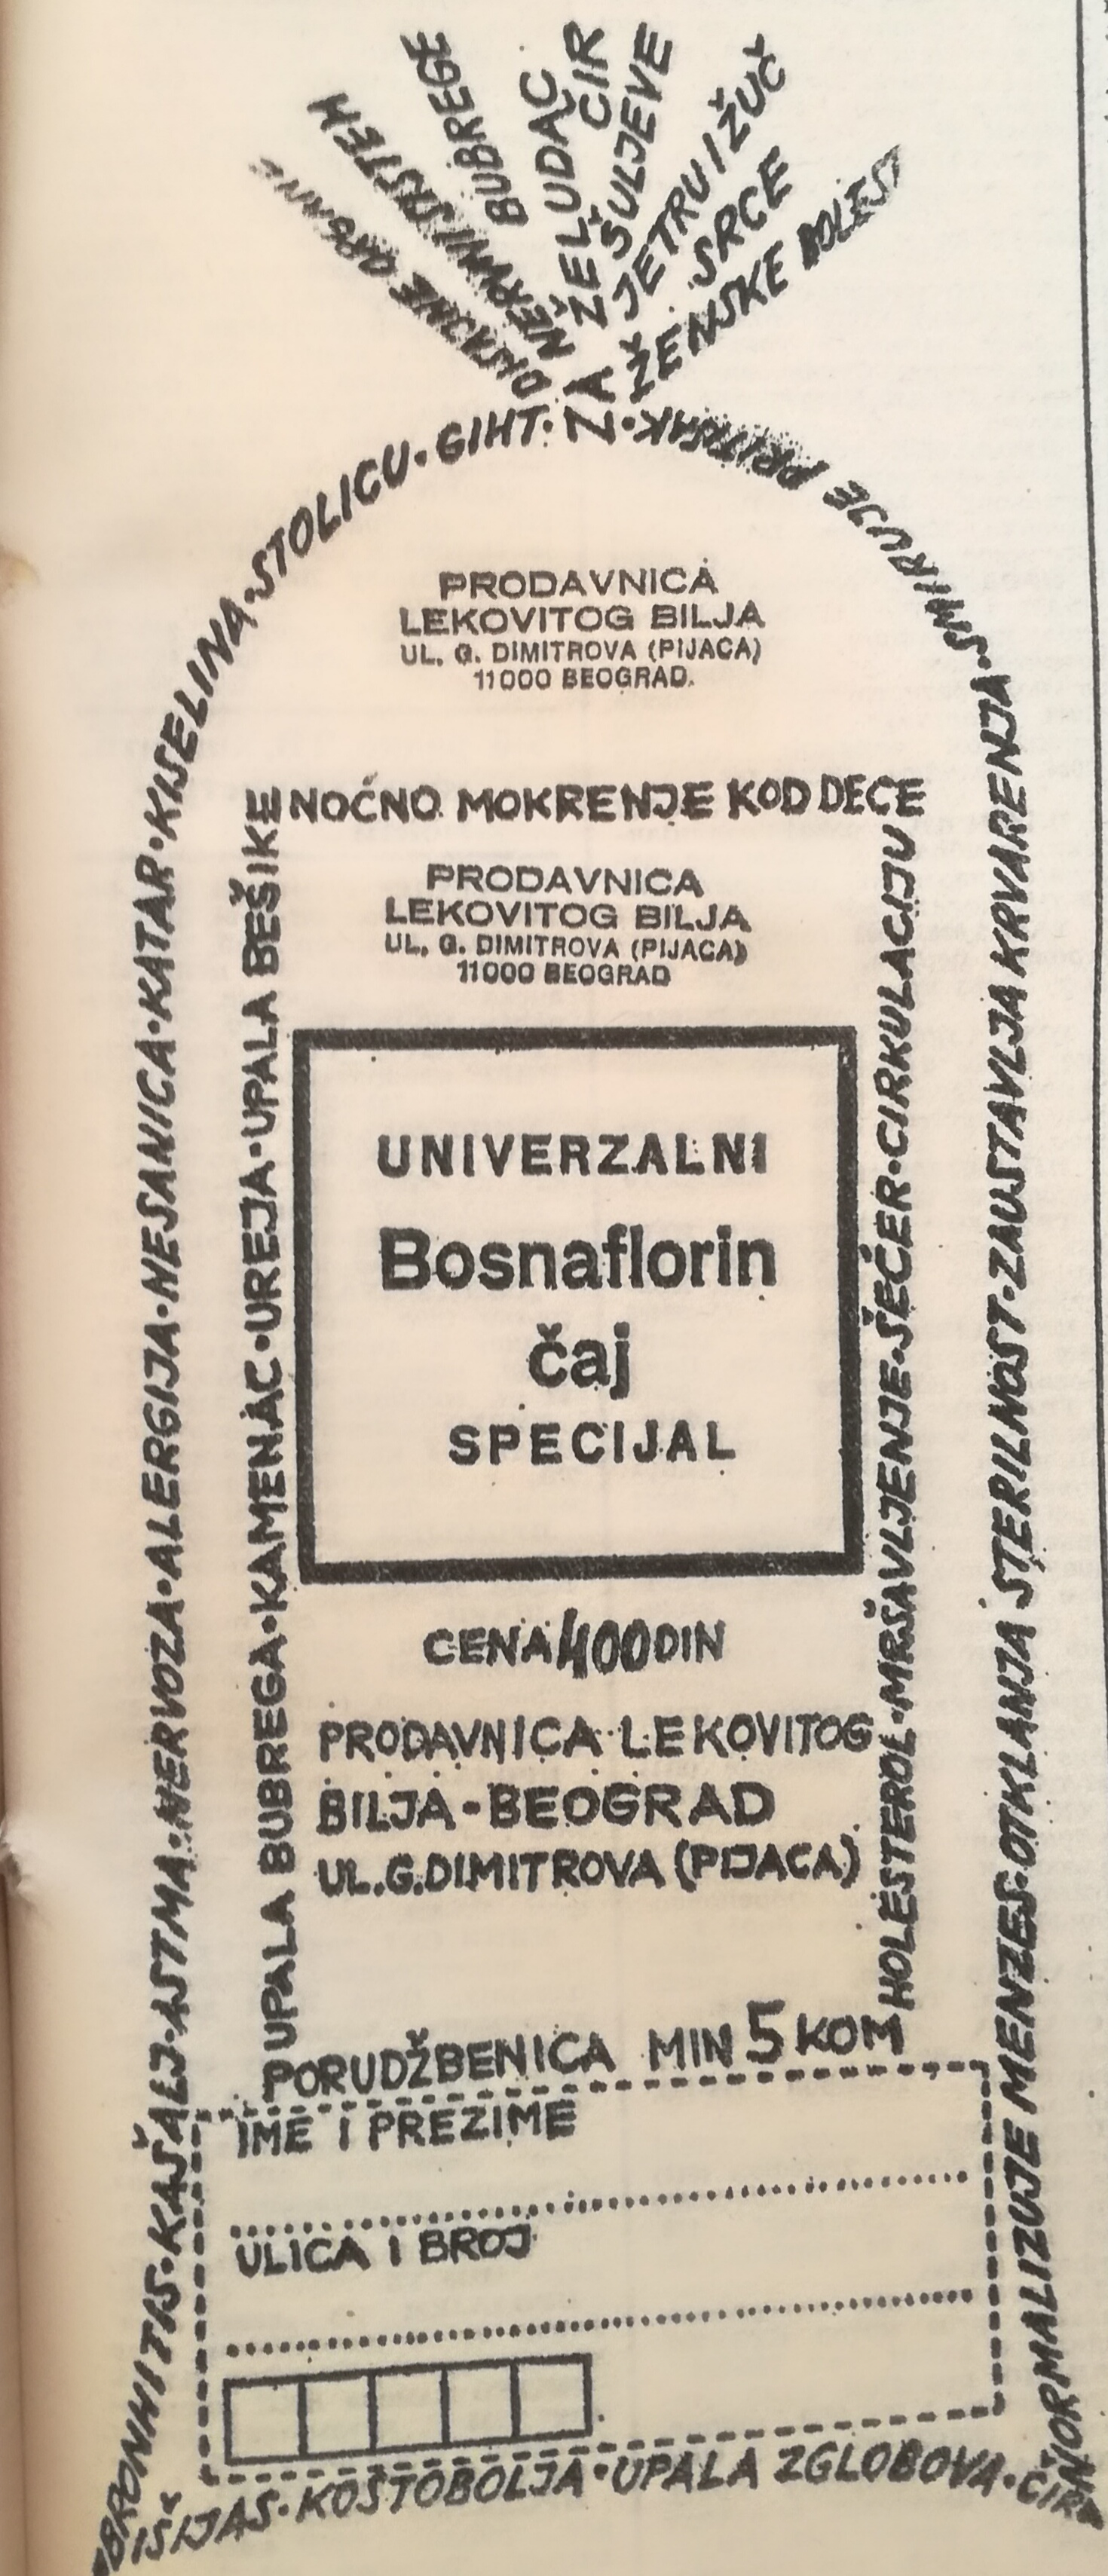 DISAJNE ORGANE
NERVNI SISTEM
BUBREGE
ŽELUDAC
ČIR
ŠULJEVE
JETRU I ŽUČ
SRCE
ŽENSKE BOLESTI
ZA
BRONHITIS·KAŠALJ·ASTMA·NERVOZA·ALERGIJA·NESANICA·KATAR·KISELINA·STOLICU·GIHT·
·SMIRUJE PRITISAK·
NORMALIZUJE MENZES·OTKLANJA STERILNOST·ZAUSTAVLJA KRVARENJA·
PRODAVNICA
LEKOVITOG BILJA
UL. G. DIMITROVA (PIJACA)
11000 BEOGRAD.
NOĆNO MOKRENJE KOD DECE
UPALA BUBREGA·KAMENAC·UREJA·UPALA BEŠIKE
HOLESTEROL·MRŠAVLJENJE·ŠEĆER·CIRKULACIJU
PRODAVNICA
LEKOVITOG BILJA
UL. G. DIMITROVA (PIJACA)
11000 BEOGRAD
UNIVERZALNI
Bosnaflorin
čaj
SPECIJAL
CENA 400 DIN
PRODAVNICA LEKOVITOG
BILJA-BEOGRAD
UL.G.DIMITROVA (PIJACA)
PORUDŽBENICA MIN 5 KOM
IME I PREZIME
ULICA I BROJ
IŠIJAS·KOSTOBOLJA·UPALA ZGLOBOVA·ČIR